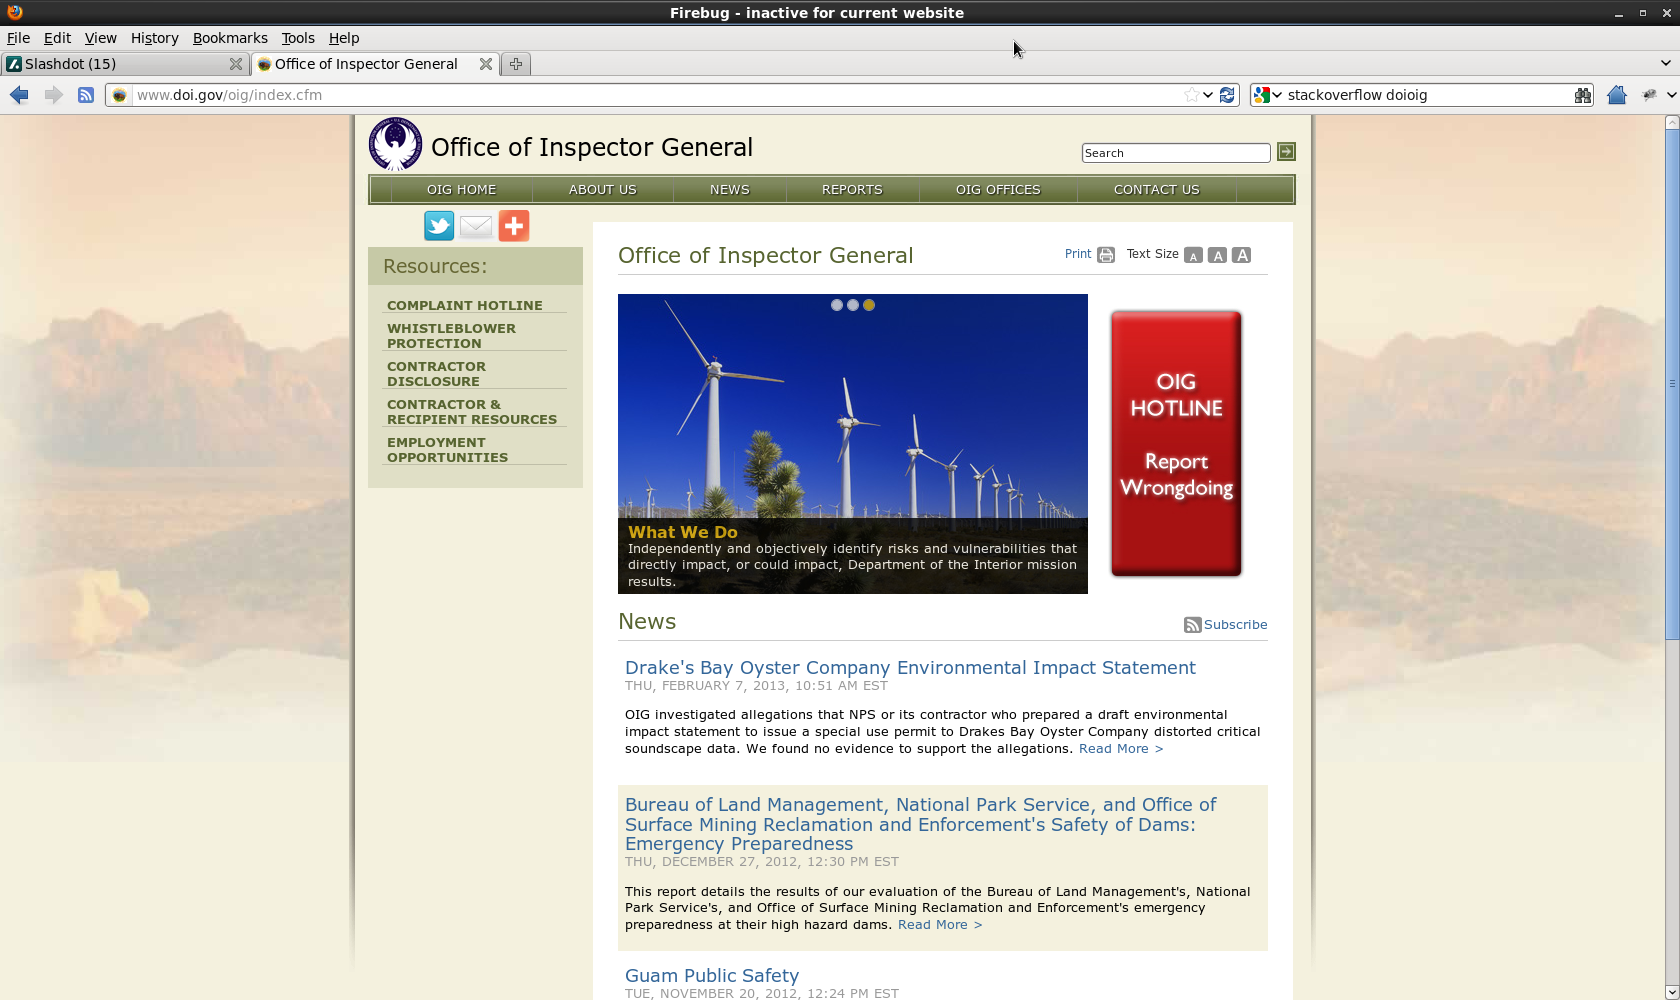 Firebug - inactive for current website
File Edit View History Bookmarks Tools Help
Slashdot (15)
Office of Inspector General
www.doi.gov/oig/index.cfm
stackoverflow doioig
Office of Inspector General
Search
OIG HOME ABOUT US NEWS REPORTS OIG OFFICES CONTACT US
Resources:
COMPLAINT HOTLINE
WHISTLEBLOWER
PROTECTION
CONTRACTOR
DISCLOSURE
CONTRACTOR &
RECIPIENT RESOURCES
EMPLOYMENT
OPPORTUNITIES
Office of Inspector General
Print Text Size A A A
What We Do
Independently and objectively identify risks and vulnerabilities that
directly impact, or could impact, Department of the Interior mission
results.
OIG
HOTLINE
Report
Wrongdoing
News
Subscribe
Drake's Bay Oyster Company Environmental Impact Statement
THU, FEBRUARY 7, 2013, 10:51 AM EST
OIG investigated allegations that NPS or its contractor who prepared a draft environmental
impact statement to issue a special use permit to Drakes Bay Oyster Company distorted critical
soundscape data. We found no evidence to support the allegations. Read More >
Bureau of Land Management, National Park Service, and Office of
Surface Mining Reclamation and Enforcement's Safety of Dams:
Emergency Preparedness
THU, DECEMBER 27, 2012, 12:30 PM EST
This report details the results of our evaluation of the Bureau of Land Management's, National
Park Service's, and Office of Surface Mining Reclamation and Enforcement's emergency
preparedness at their high hazard dams. Read More >
Guam Public Safety
TUE, NOVEMBER 20, 2012, 12:24 PM EST